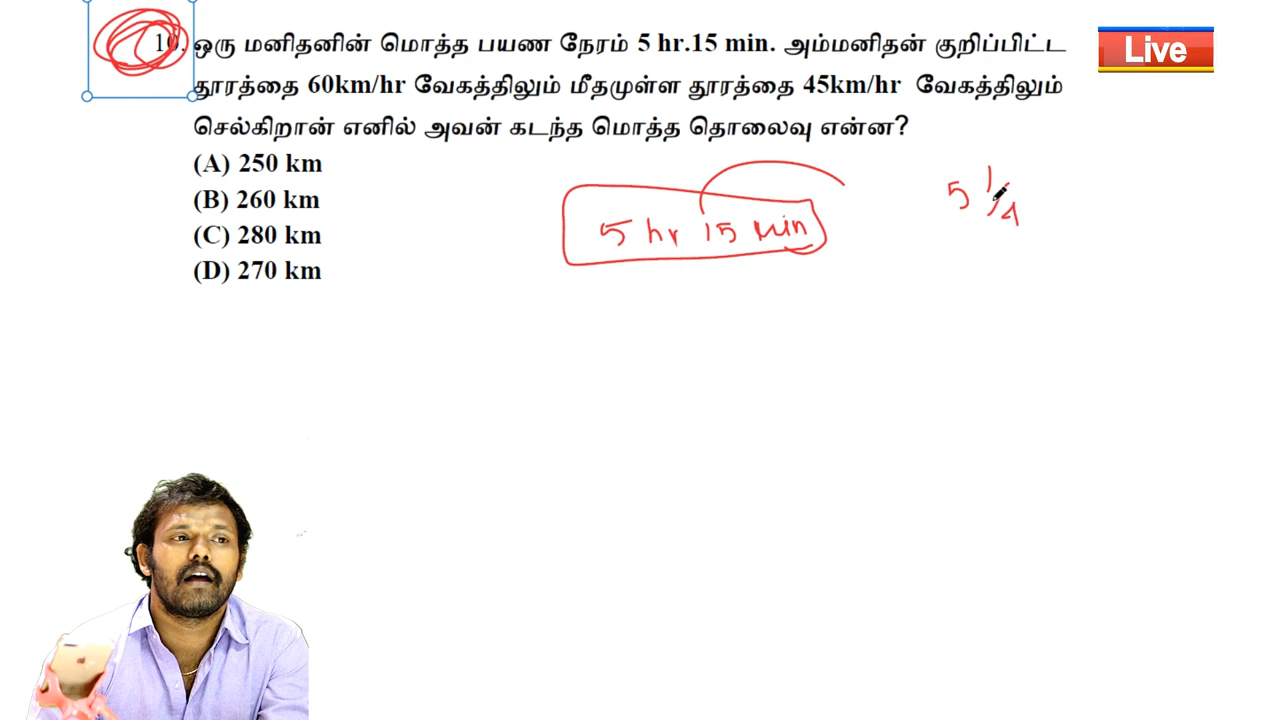 10. ஒரு மனிதனின் மொத்த பயண நேரம் 5 hr.15 min. அம்மனிதன் குறிப்பிட்ட
தூரத்தை 60km/hr வேகத்திலும் மீதமுள்ள தூரத்தை 45km/hr வேகத்திலும்
செல்கிறான் எனில் அவன் கடந்த மொத்த தொலைவு என்ன?
(A) 250 km
(B) 260 km
(C) 280 km
(D) 270 km
5 hr 15 min
5 1/4
Live